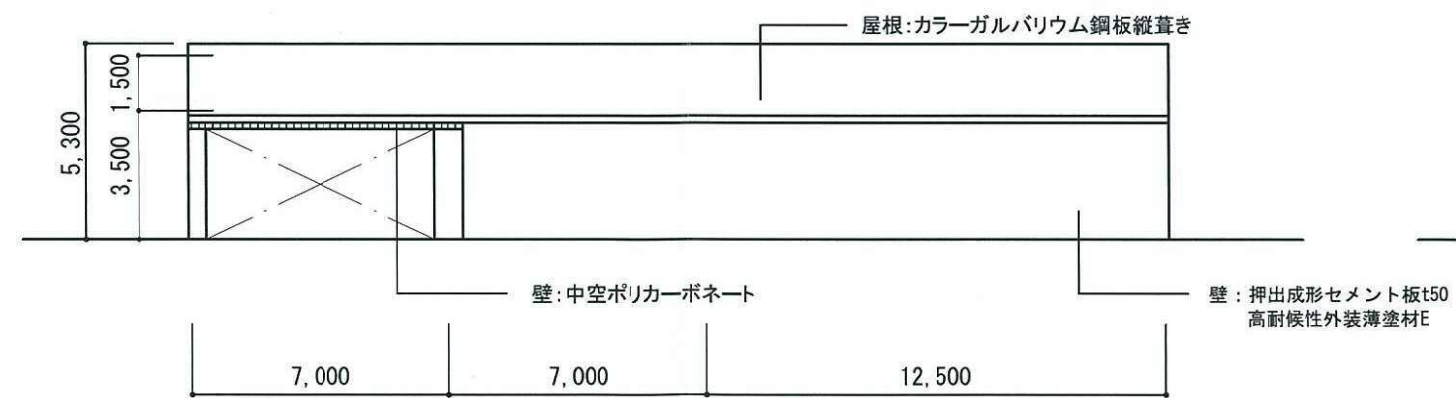 屋根:カラーガルバリウム鋼板縦葺き
1,500
5,300
3,500
壁:中空ポリカーボネート
壁:押出成形セメント板t50
高耐候性外装薄塗材E
7,000
7,000
12,500